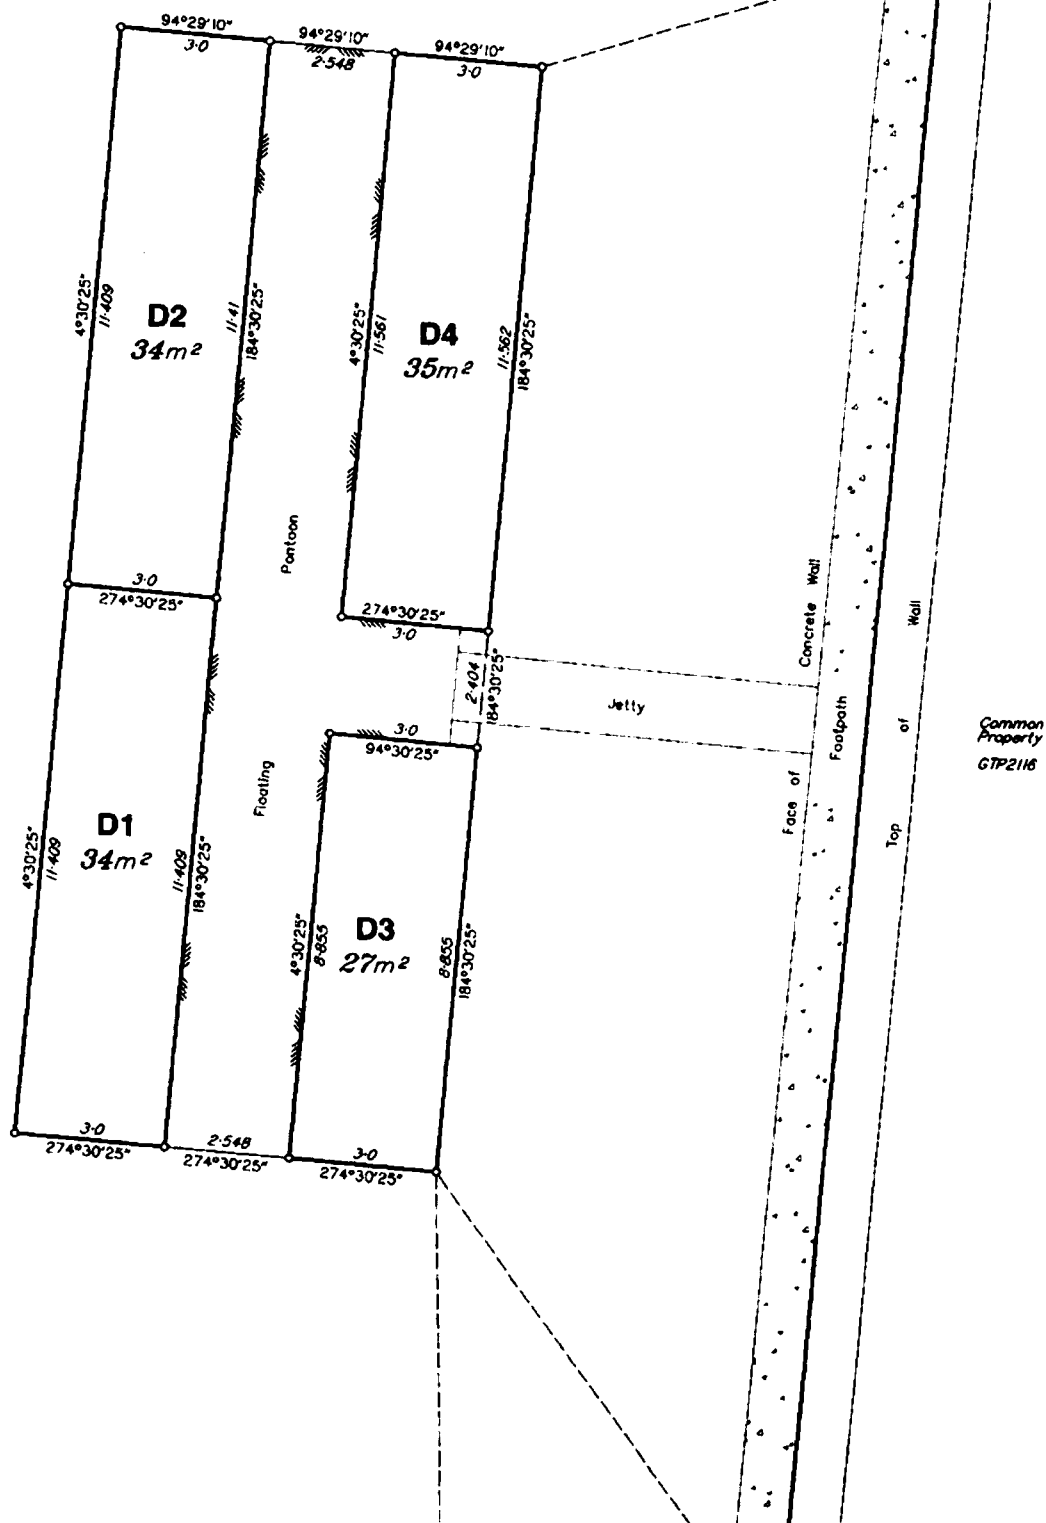 94°29'10"
3·0
94°29'10"
2·548
94°29'10"
3·0
4°30'25"
11·409
D2
34m²
11·41
184°30'25"
4°30'25"
11·561
D4
35m²
11·562
184°30'25"
Pontoon
3·0
274°30'25"
274°30'25"
3·0
2·404
184°30'25"
Jetty
Concrete Wall
Face of
Footpath
Wall
of
Top
Common
Property
GTP2116
3·0
94°30'25"
Floating
4°30'25"
11·409
D1
34m²
11·409
184°30'25"
4°30'25"
8·855
D3
27m²
8·855
184°30'25"
3·0
274°30'25"
2·548
274°30'25"
3·0
274°30'25"